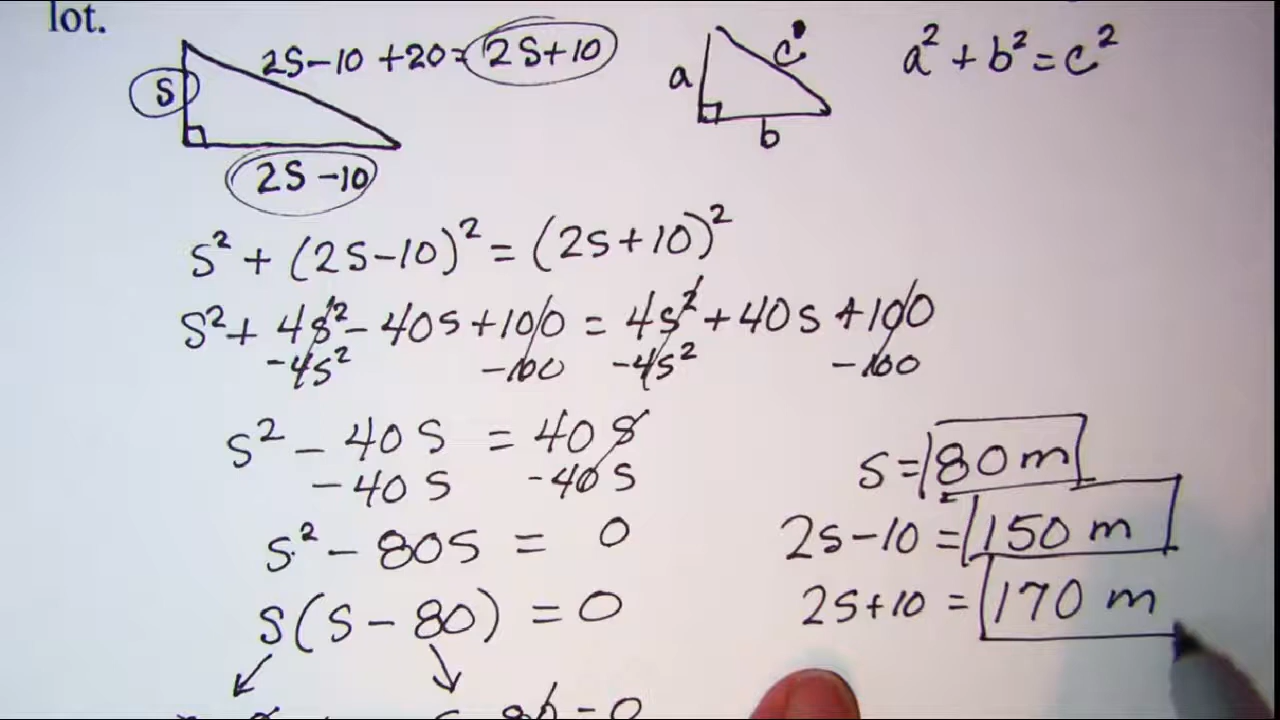 lot.
2S-10+20=2S+10
S
2S-10
c
a
b
a² + b² = c²
S² + (2S-10)² = (2S+10)²
S² + 4S² - 40S + 100 = 4S² + 40S + 100
-4S² -100 -4S² -100
S² - 40S = 40S
-40S -40S
S² - 80S = 0
S(S - 80) = 0
S = 80 m
2S-10 = 150 m
2S+10 = 170 m